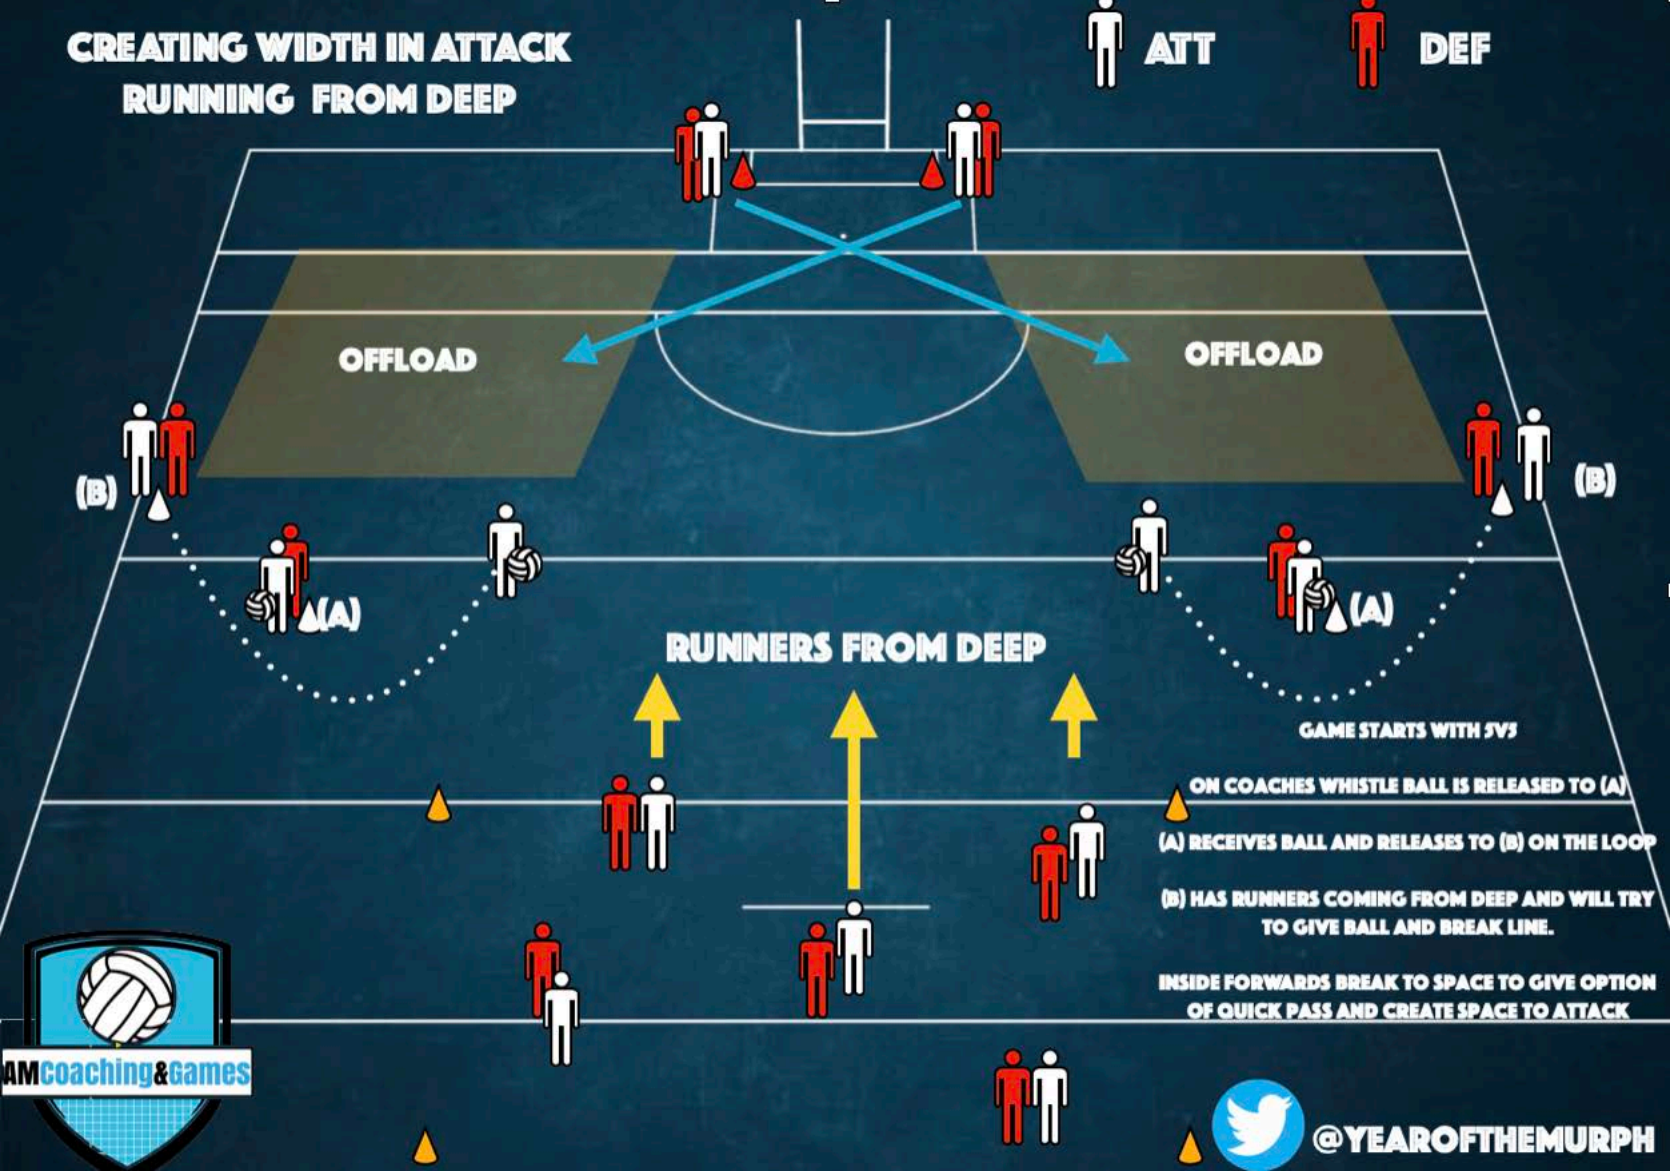 CREATING WIDTH IN ATTACK
RUNNING FROM DEEP
ATT
DEF
OFFLOAD
OFFLOAD
(B)
(B)
(A)
(A)
RUNNERS FROM DEEP
GAME STARTS WITH 5V5
ON COACHES WHISTLE BALL IS RELEASED TO (A)
(A) RECEIVES BALL AND RELEASES TO (B) ON THE LOOP
(B) HAS RUNNERS COMING FROM DEEP AND WILL TRY
TO GIVE BALL AND BREAK LINE.
INSIDE FORWARDS BREAK TO SPACE TO GIVE OPTION
OF QUICK PASS AND CREATE SPACE TO ATTACK
AMCoaching&Games
@YEAROFTHEMURPH